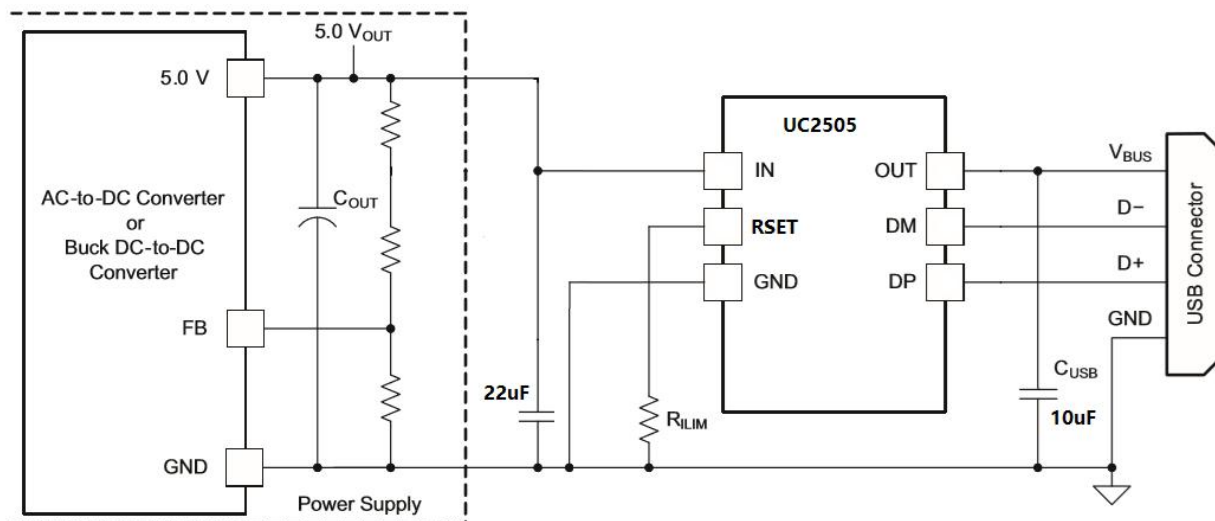 5.0 VOUT
5.0 V
UC2505
IN
OUT
VBUS
AC-to-DC Converter
or
Buck DC-to-DC
Converter
COUT
RSET
DM
D−
GND
DP
D+
FB
GND
USB Connector
22uF
RILIM
CUSB
10uF
GND
Power Supply